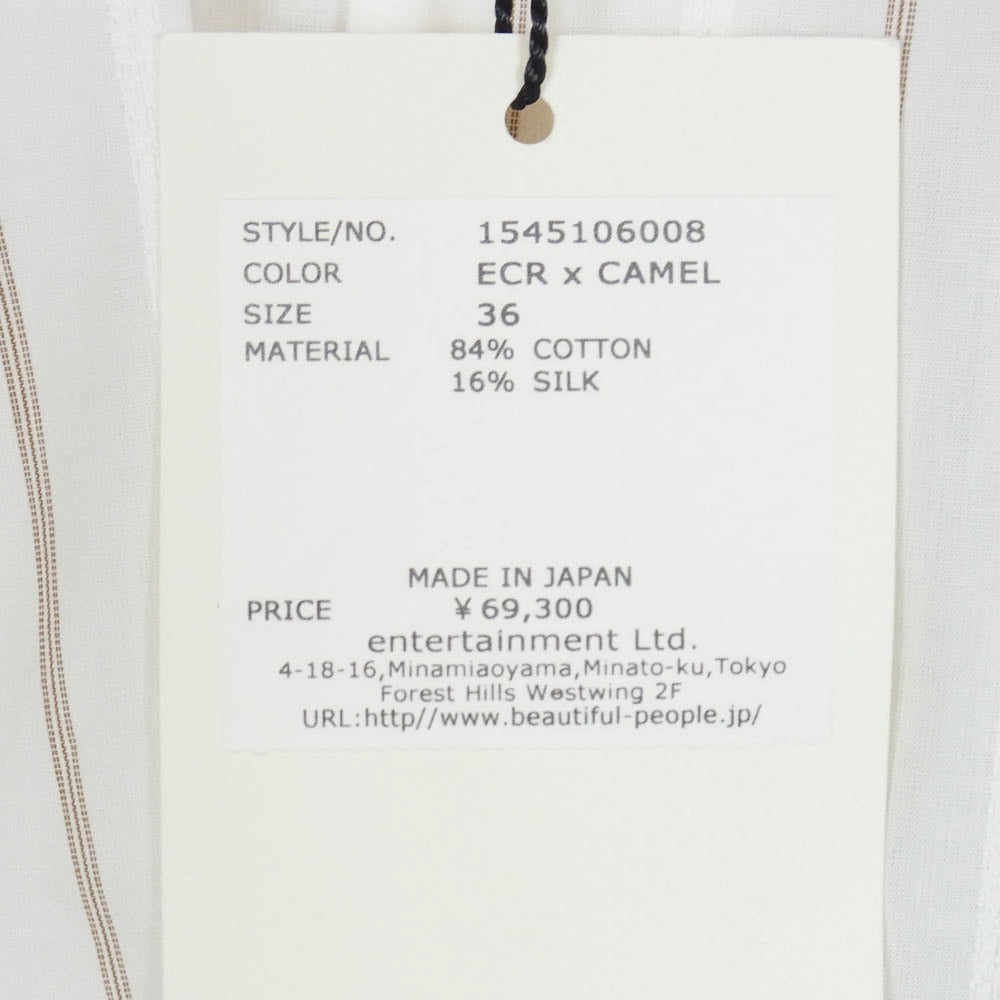 STYLE/NO. 1545106008
COLOR ECR x CAMEL
SIZE 36
MATERIAL 84% COTTON
16% SILK
MADE IN JAPAN
PRICE ¥ 69,300
entertainment Ltd.
4-18-16,Minamiaoyama,Minato-ku,Tokyo
Forest Hills Westwing 2F
URL:http//www.beautiful-people.jp/